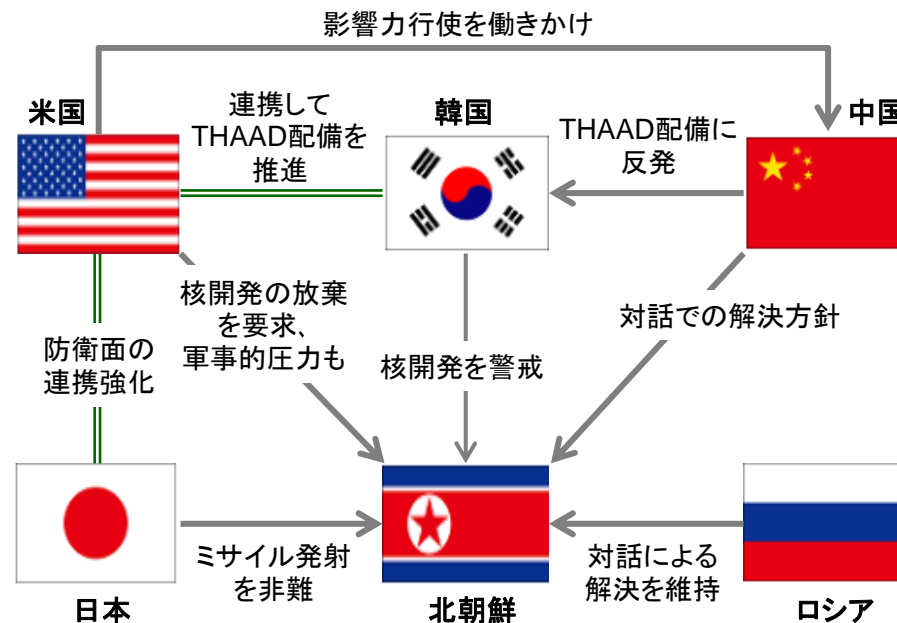 影響力行使を働きかけ
米国
連携して
THAAD配備を
推進
韓国
THAAD配備に
反発
中国
核開発の放棄
を要求、
軍事的圧力も
対話での解決方針
防衛面の
連携強化
核開発を警戒
ミサイル発射
を非難
対話による
解決を維持
日本
北朝鮮
ロシア